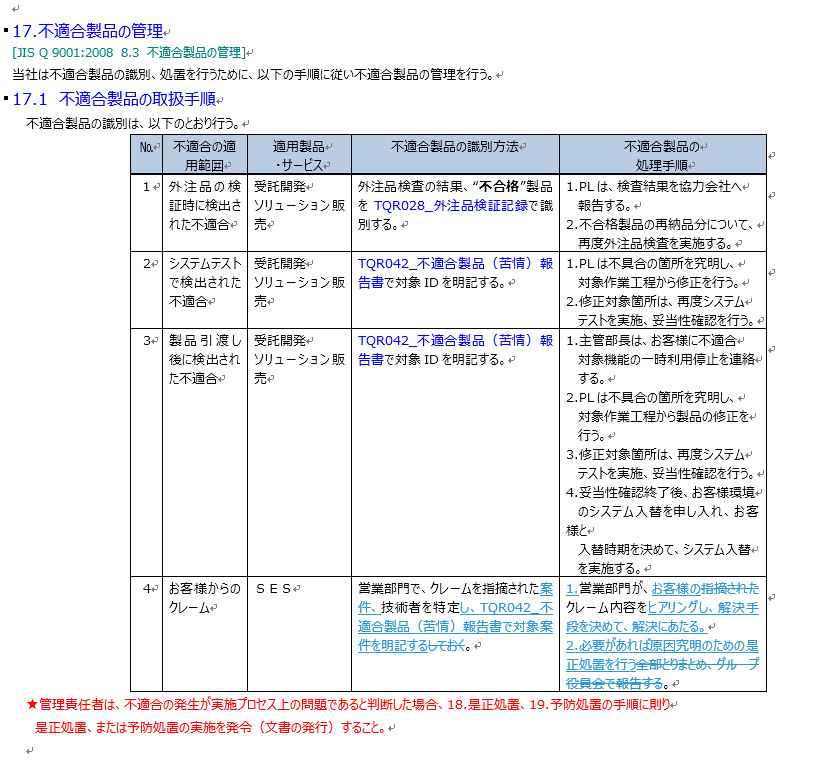 17.不適合製品の管理
[JIS Q 9001:2008 8.3 不適合製品の管理]
当社は不適合製品の識別、処置を行うために、以下の手順に従い不適合製品の管理を行う。
17.1 不適合製品の取扱手順
不適合製品の識別は、以下のとおり行う。
№
不適合の適
用範囲
適用製品
・サービス
不適合製品の識別方法
不適合製品の
処理手順
1
外注品の検
証時に検出さ
れた不適合
受託開発
ソリューション販
売
外注品検査の結果、“不合格”製品
を TQR028_外注品検証記録で識
別する。
1.PLは、検査結果を協力会社へ
報告する。
2.不合格製品の再納品分について、
再度外注品検査を実施する。
2
システムテスト
で検出された
不適合
受託開発
ソリューション販
売
TQR042_不適合製品（苦情）報
告書で対象 ID を明記する。
1.PLは不具合の箇所を究明し、
対象作業工程から修正を行う。
2.修正対象箇所は、再度システム
テストを実施、妥当性確認を行う。
3
製品引渡し
後に検出され
た不適合
受託開発
ソリューション販
売
TQR042_不適合製品（苦情）報
告書で対象 ID を明記する。
1.主管部長は、お客様に不適合
対象機能の一時利用停止を連絡
する。
2.PLは不具合の箇所を究明し、
対象作業工程から製品の修正を
行う。
3.修正対象箇所は、再度システム
テストを実施、妥当性確認を行う。
4.妥当性確認終了後、お客様環境
のシステム入替を申し入れ、お客
様と
入替時期を決めて、システム入替
を実施する。
4
お客様からの
クレーム
ＳＥＳ
営業部門で、クレームを指摘された案
件、技術者を特定し、TQR042_不
適合製品（苦情）報告書で対象案
件を明記するしておく。
1.営業部門が、お客様の指摘された
クレーム内容をヒアリングし、解決手
段を決めて、解決にあたる。
2.必要があれば原因究明のための是
正処置を行う全部とりまとめ、グループ
役員会で報告する。
★管理責任者は、不適合の発生が実施プロセス上の問題であると判断した場合、18.是正処置、19.予防処置の手順に則り
是正処置、または予防処置の実施を発令（文書の発行）すること。